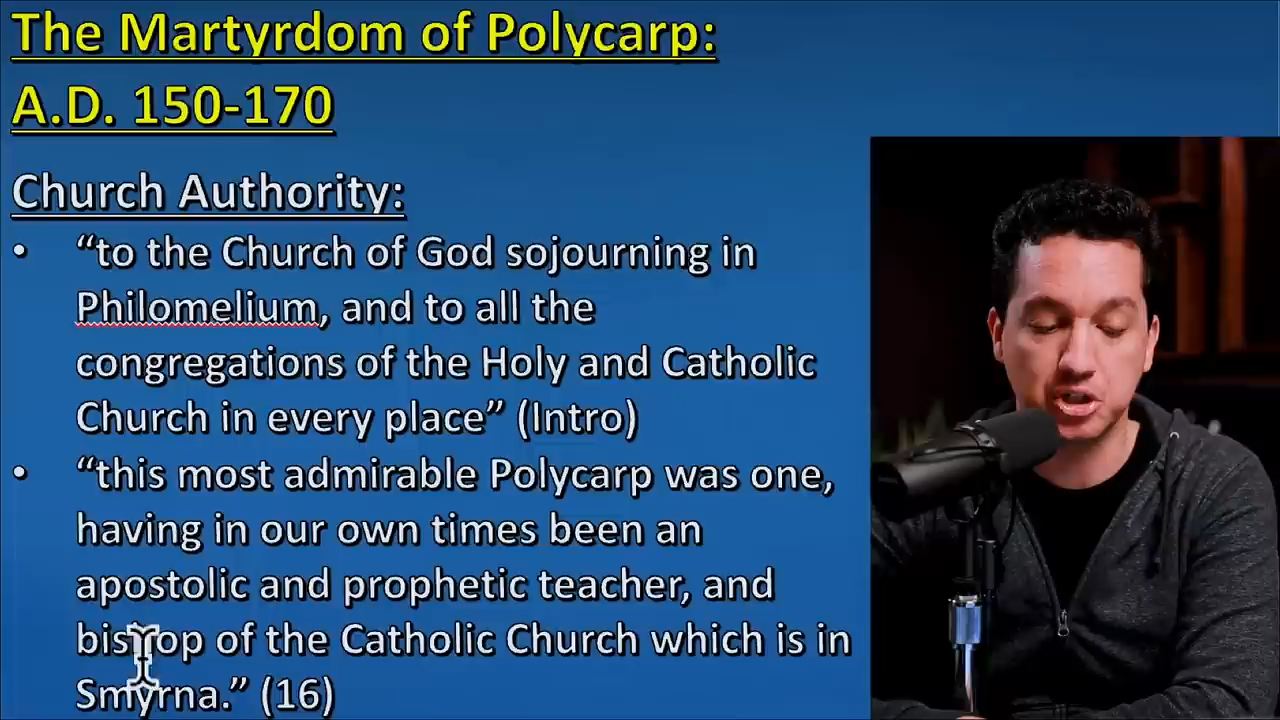 The Martyrdom of Polycarp:
A.D. 150-170
Church Authority:
• “to the Church of God sojourning in
Philomelium, and to all the
congregations of the Holy and Catholic
Church in every place” (Intro)
• “this most admirable Polycarp was one,
having in our own times been an
apostolic and prophetic teacher, and
bishop of the Catholic Church which is in
Smyrna.” (16)